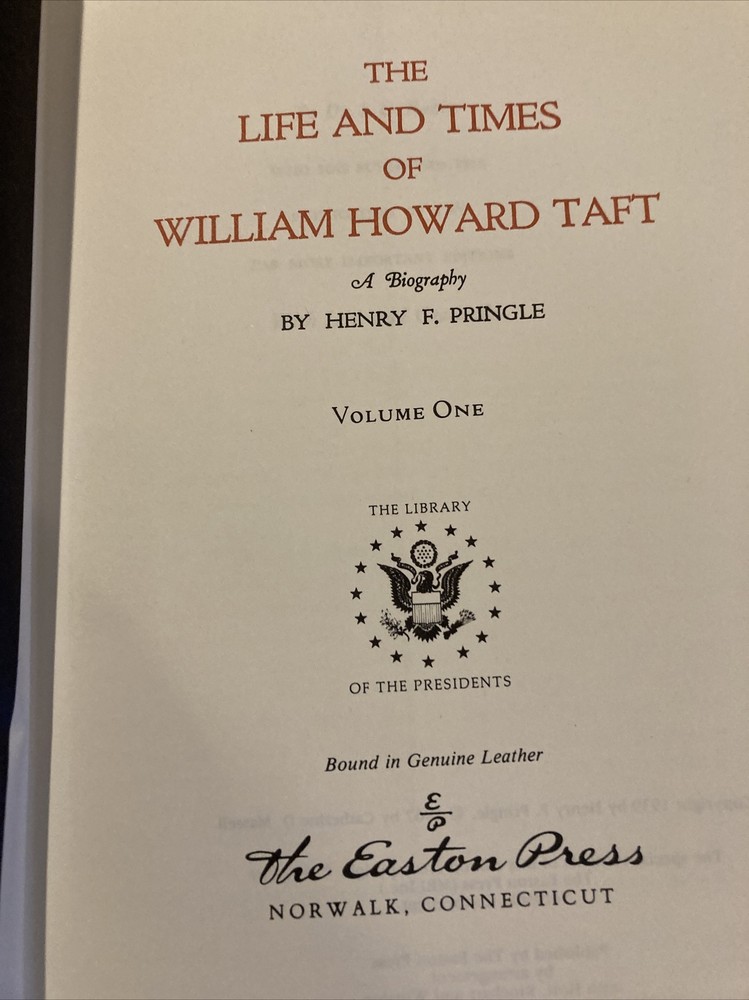 THE
LIFE AND TIMES
OF
WILLIAM HOWARD TAFT
A Biography
BY HENRY F. PRINGLE
VOLUME ONE
THE LIBRARY
OF THE PRESIDENTS
Bound in Genuine Leather
E
P
The Easton Press
NORWALK, CONNECTICUT